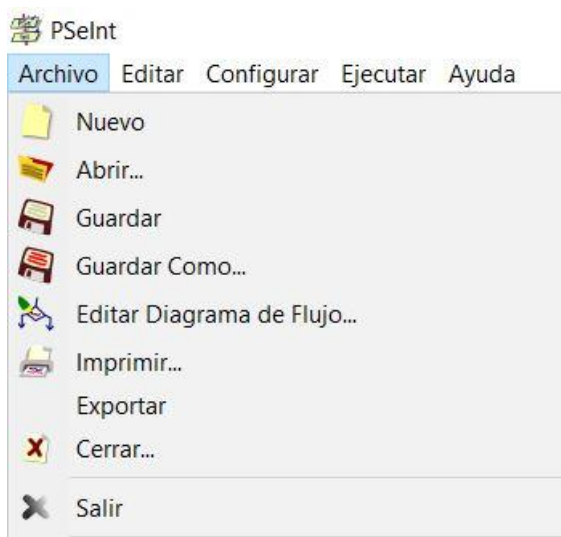 PSeInt
Archivo Editar Configurar Ejecutar Ayuda
Nuevo
Abrir...
Guardar
Guardar Como...
Editar Diagrama de Flujo...
Imprimir...
Exportar
Cerrar...
Salir